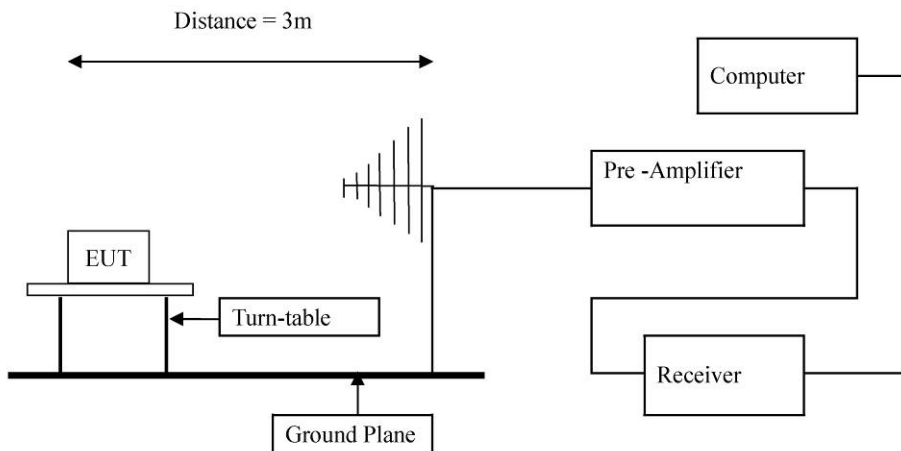 Distance = 3m
Computer
Pre -Amplifier
EUT
Turn-table
Receiver
Ground Plane